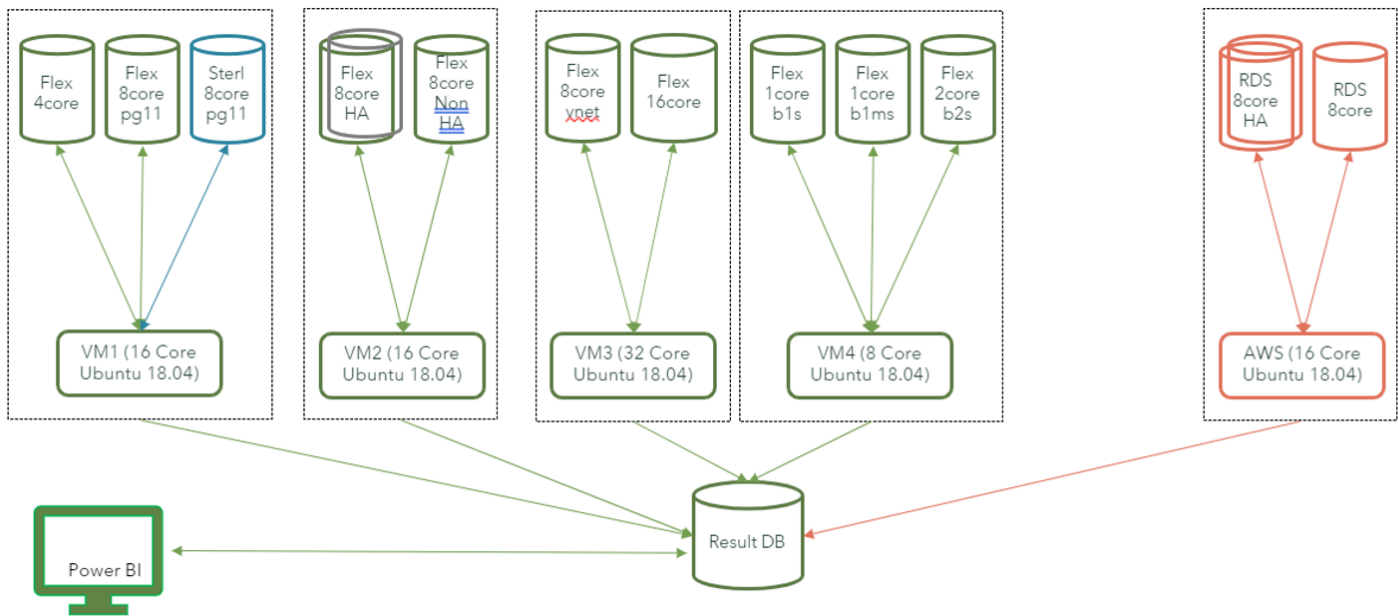 Flex
4core
Flex
8core
pg11
Sterl
8core
pg11
Flex
8core
HA
Flex
8core
Non
HA
Flex
8core
vnet
Flex
16core
Flex
1core
b1s
Flex
1core
b1ms
Flex
2core
b2s
RDS
8core
HA
RDS
8core
VM1 (16 Core
Ubuntu 18.04)
VM2 (16 Core
Ubuntu 18.04)
VM3 (32 Core
Ubuntu 18.04)
VM4 (8 Core
Ubuntu 18.04)
AWS (16 Core
Ubuntu 18.04)
Result DB
Power BI